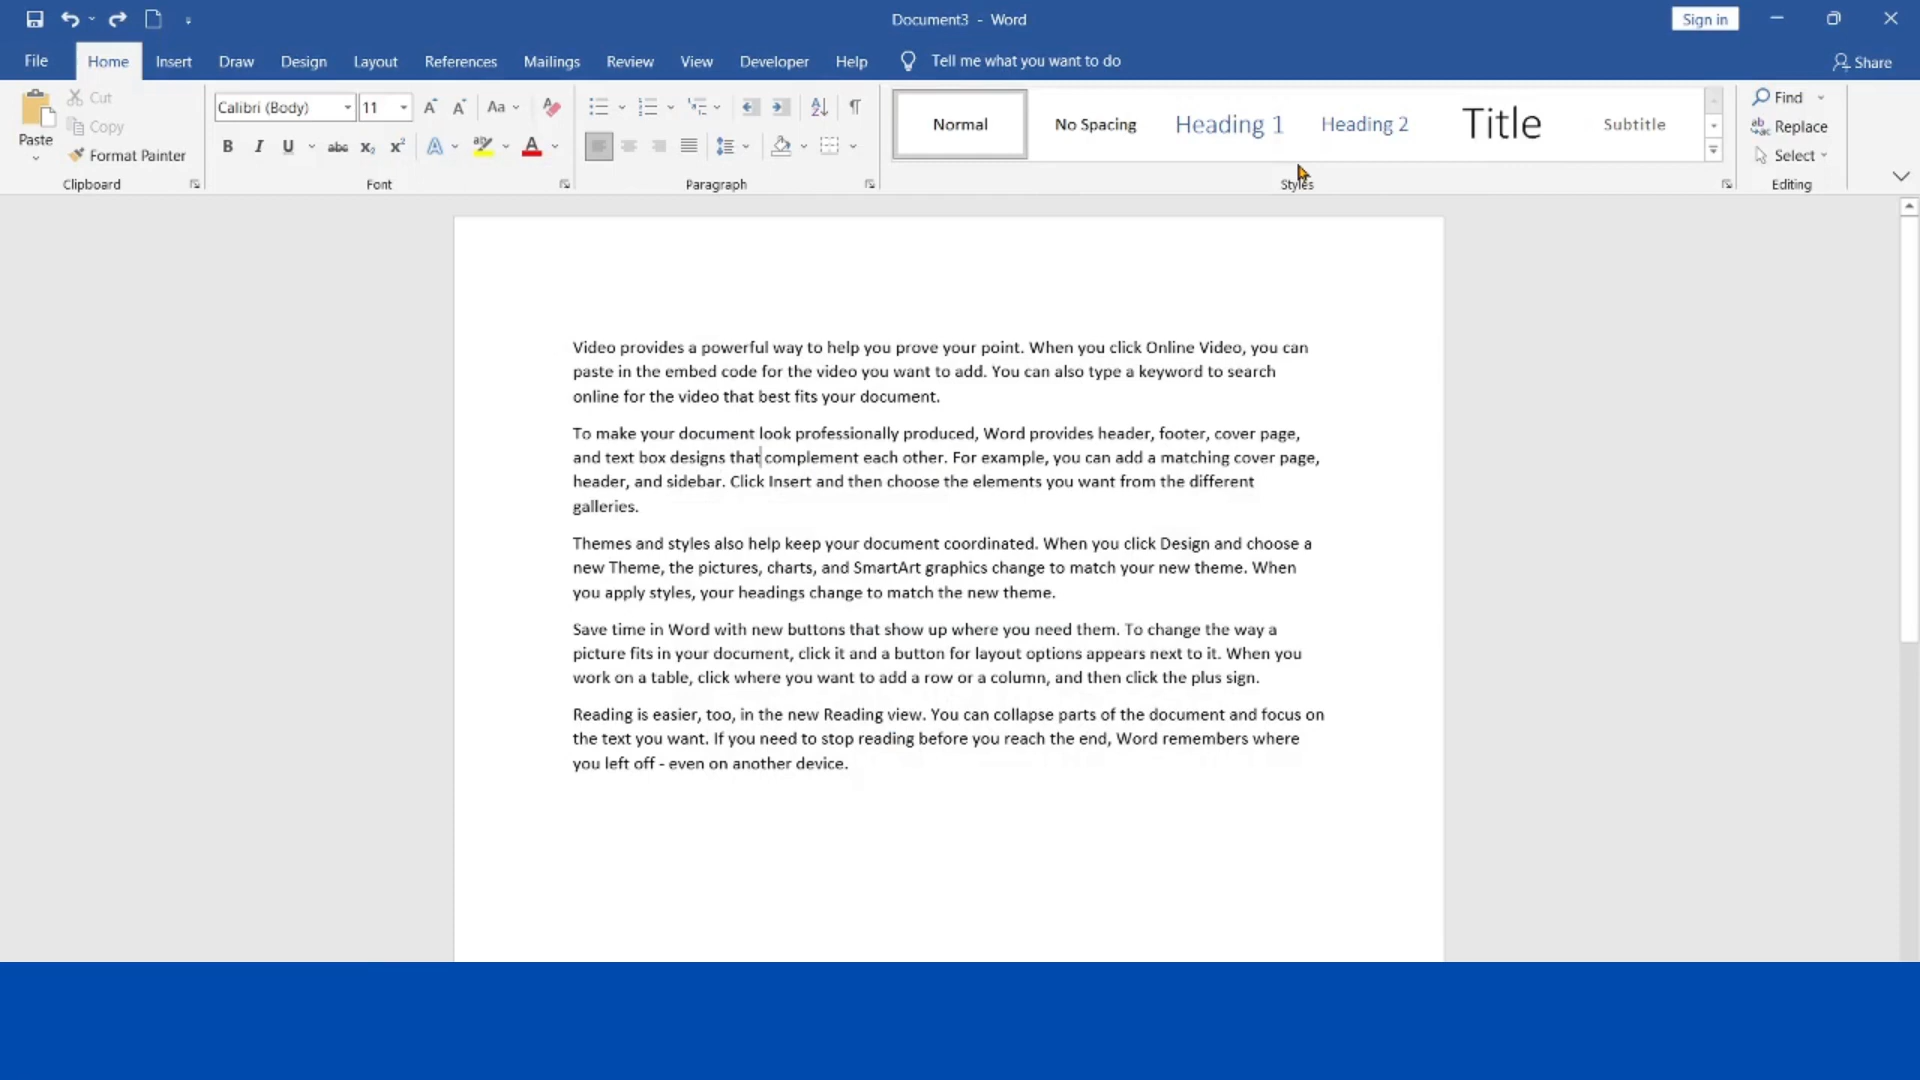 Document3 - Word
Sign in
File Home Insert Draw Design Layout References Mailings Review View Developer Help Tell me what you want to do Share
Paste
Cut
Copy
Format Painter
Clipboard
Calibri (Body) 11 Aa
B I U abc x₂ x² A A
Font
Paragraph
Normal No Spacing Heading 1 Heading 2 Title Subtitle
Styles
Find
Replace
Select
Editing
Video provides a powerful way to help you prove your point. When you click Online Video, you can
paste in the embed code for the video you want to add. You can also type a keyword to search
online for the video that best fits your document.
To make your document look professionally produced, Word provides header, footer, cover page,
and text box designs that complement each other. For example, you can add a matching cover page,
header, and sidebar. Click Insert and then choose the elements you want from the different
galleries.
Themes and styles also help keep your document coordinated. When you click Design and choose a
new Theme, the pictures, charts, and SmartArt graphics change to match your new theme. When
you apply styles, your headings change to match the new theme.
Save time in Word with new buttons that show up where you need them. To change the way a
picture fits in your document, click it and a button for layout options appears next to it. When you
work on a table, click where you want to add a row or a column, and then click the plus sign.
Reading is easier, too, in the new Reading view. You can collapse parts of the document and focus on
the text you want. If you need to stop reading before you reach the end, Word remembers where
you left off - even on another device.